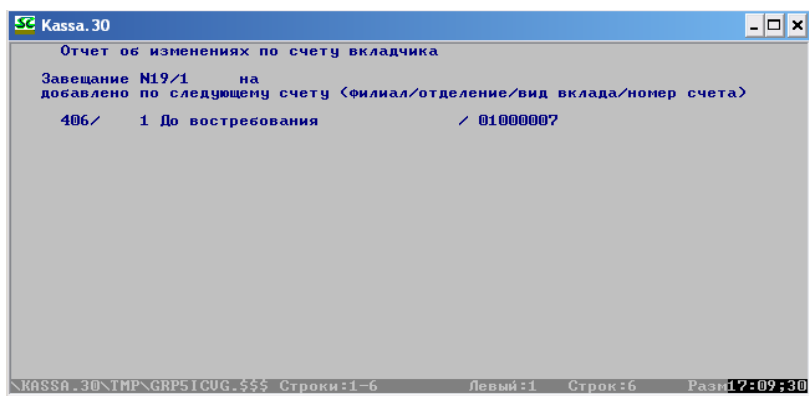 SC Kassa.30
Отчет об изменениях по счету вкладчика
Завещание N19/1 на
добавлено по следующему счету (филиал/отделение/вид вклада/номер счета)
406/ 1 До востребования / 01000007
\KASSA.30\TMP\GRP5ICVG.$$$ Строки:1-6 Левый:1 Строк:6 Разм17:09;30